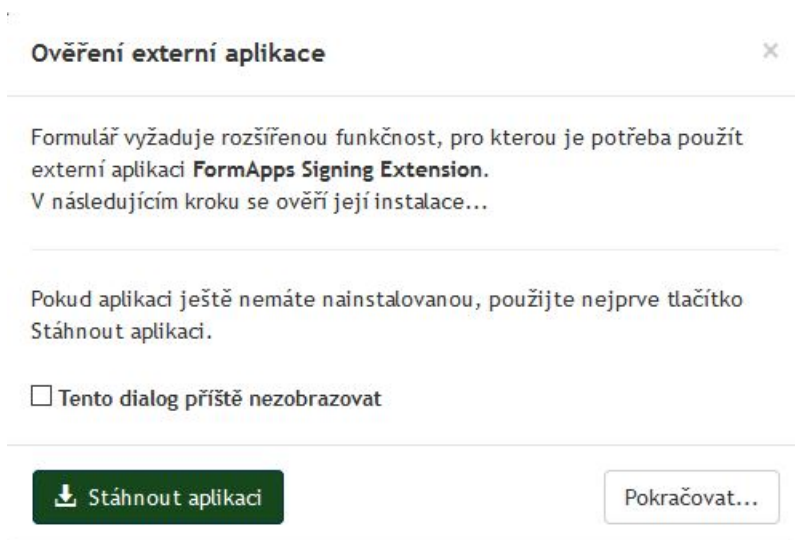 Ověření externí aplikace
×
Formulář vyžaduje rozšířenou funkčnost, pro kterou je potřeba použít
externí aplikaci FormApps Signing Extension.
V následujícím kroku se ověří její instalace...
Pokud aplikaci ještě nemáte nainstalovanou, použijte nejprve tlačítko
Stáhnout aplikaci.
Tento dialog příště nezobrazovat
Stáhnout aplikaci
Pokračovat...